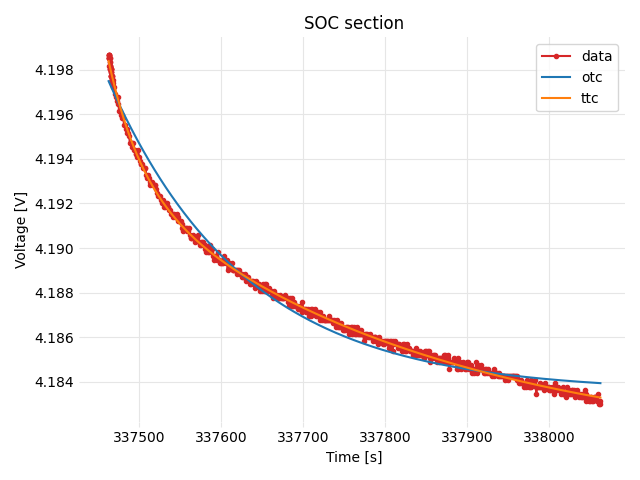 SOC section
data
otc
ttc
Voltage [V]
4.198
4.196
4.194
4.192
4.190
4.188
4.186
4.184
337500
337600
337700
337800
337900
338000
Time [s]